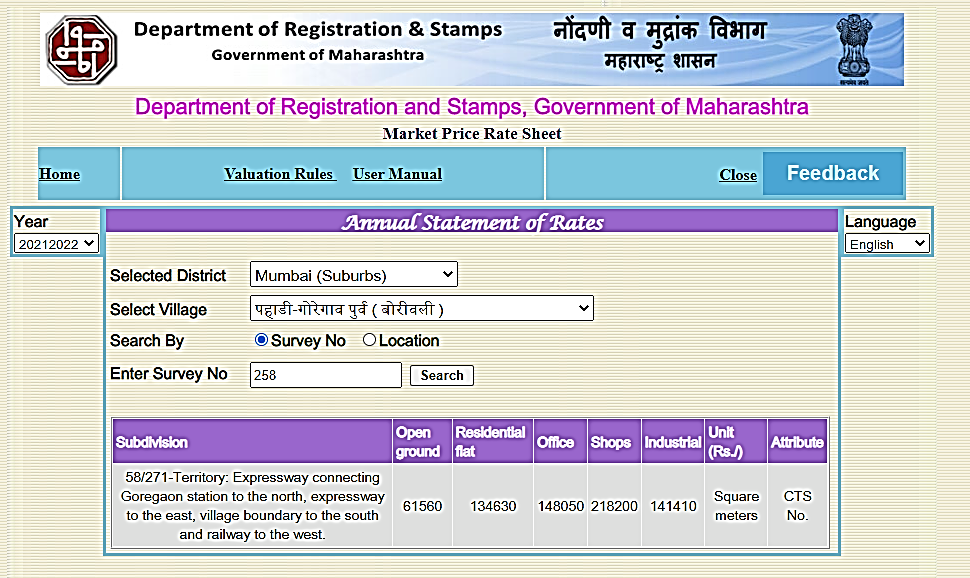 Department of Registration & Stamps
Government of Maharashtra
नोंदणी व मुद्रांक विभाग
महाराष्ट्र शासन
Department of Registration and Stamps, Government of Maharashtra
Market Price Rate Sheet
Home Valuation Rules User Manual Close Feedback
Year Annual Statement of Rates Language
20212022 English
Selected District Mumbai (Suburbs)
Select Village पहाडी-गोरेगाव पुर्व ( बोरीवली )
Search By Survey No Location
Enter Survey No 258 Search
Subdivision Open ground Residential flat Office Shops Industrial Unit (Rs./) Attribute
58/271-Territory: Expressway connecting
Goregaon station to the north, expressway
to the east, village boundary to the south
and railway to the west.
61560 134630 148050 218200 141410 Square meters CTS No.